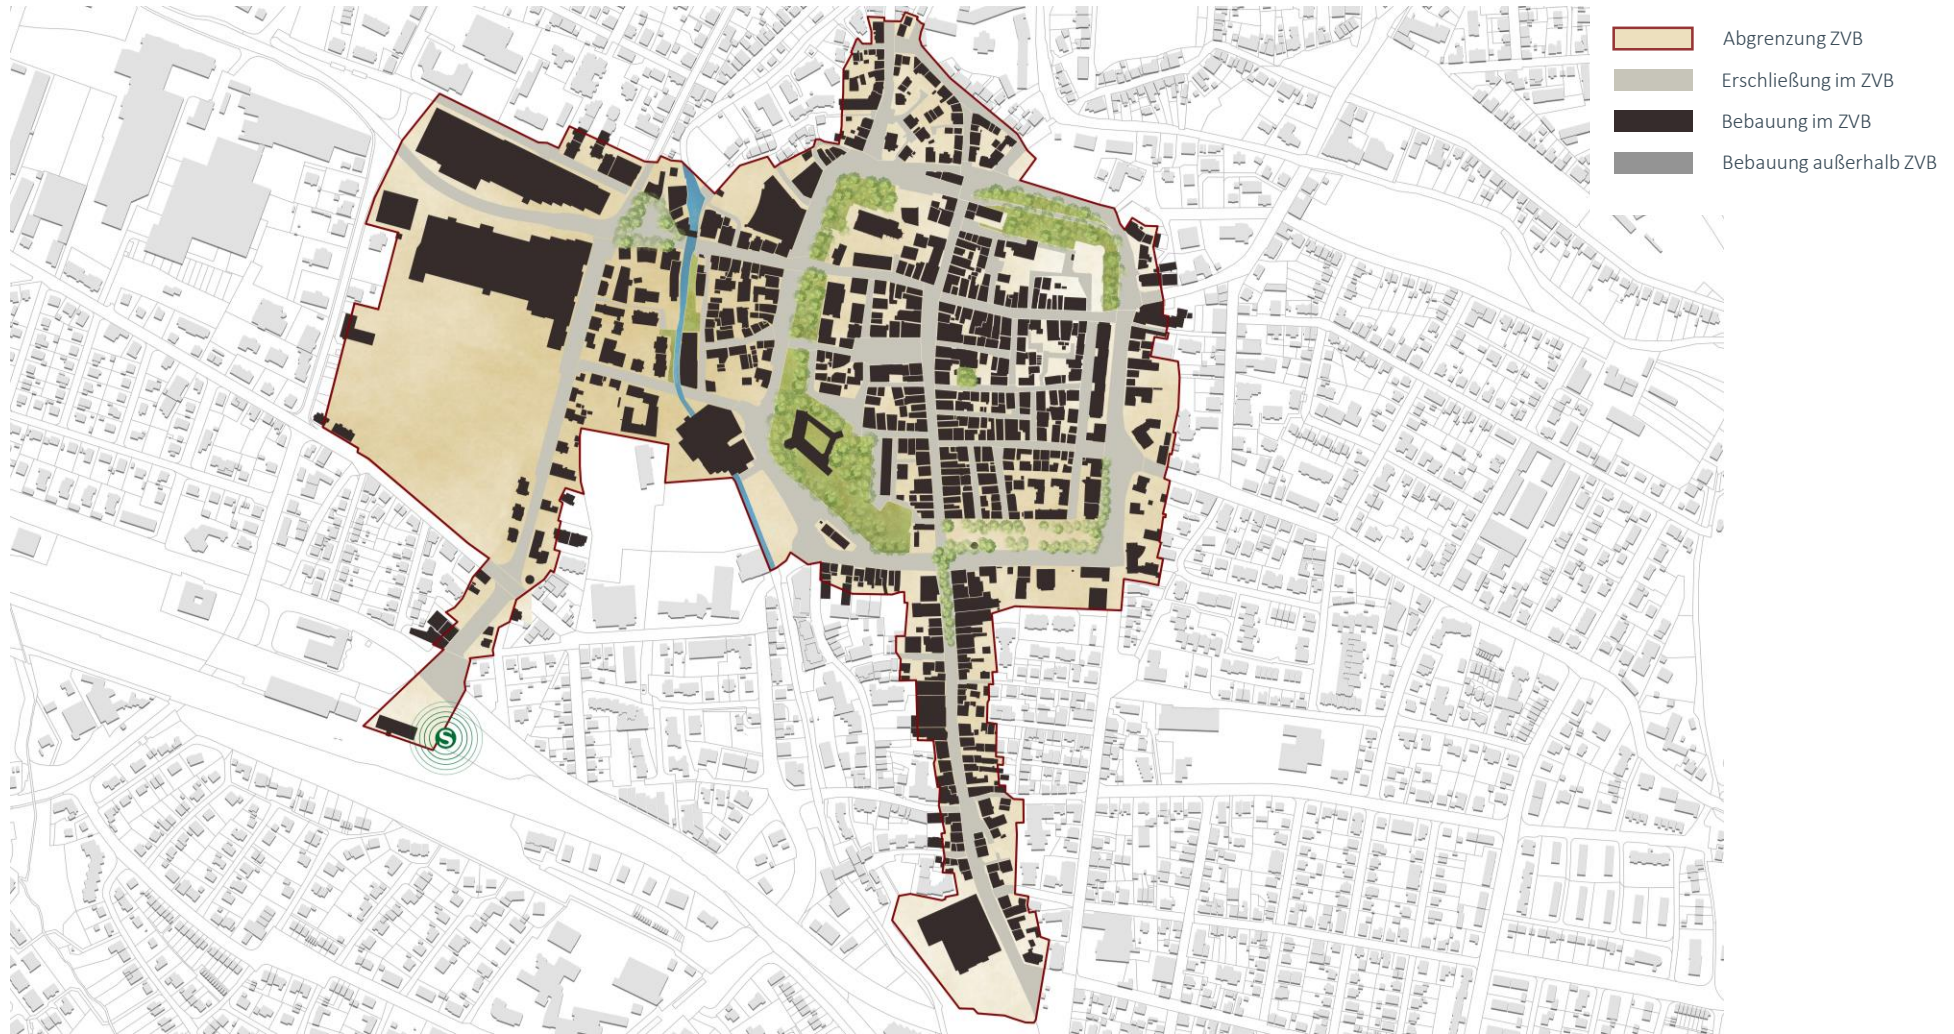 Abgrenzung ZVB
Erschließung im ZVB
Bebauung im ZVB
Bebauung außerhalb ZVB
S